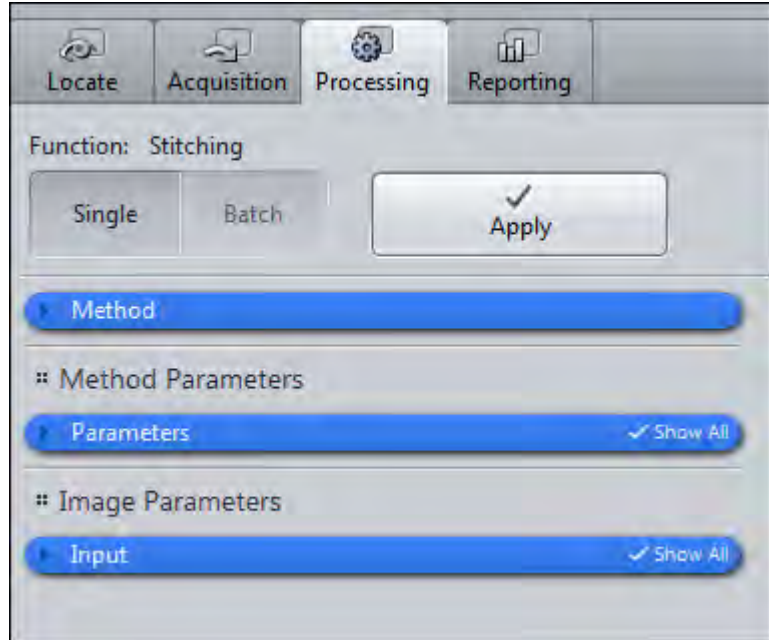 Locate Acquisition Processing Reporting
Function: Stitching
Single Batch Apply
Method
Method Parameters
Parameters Show All
Image Parameters
Input Show All